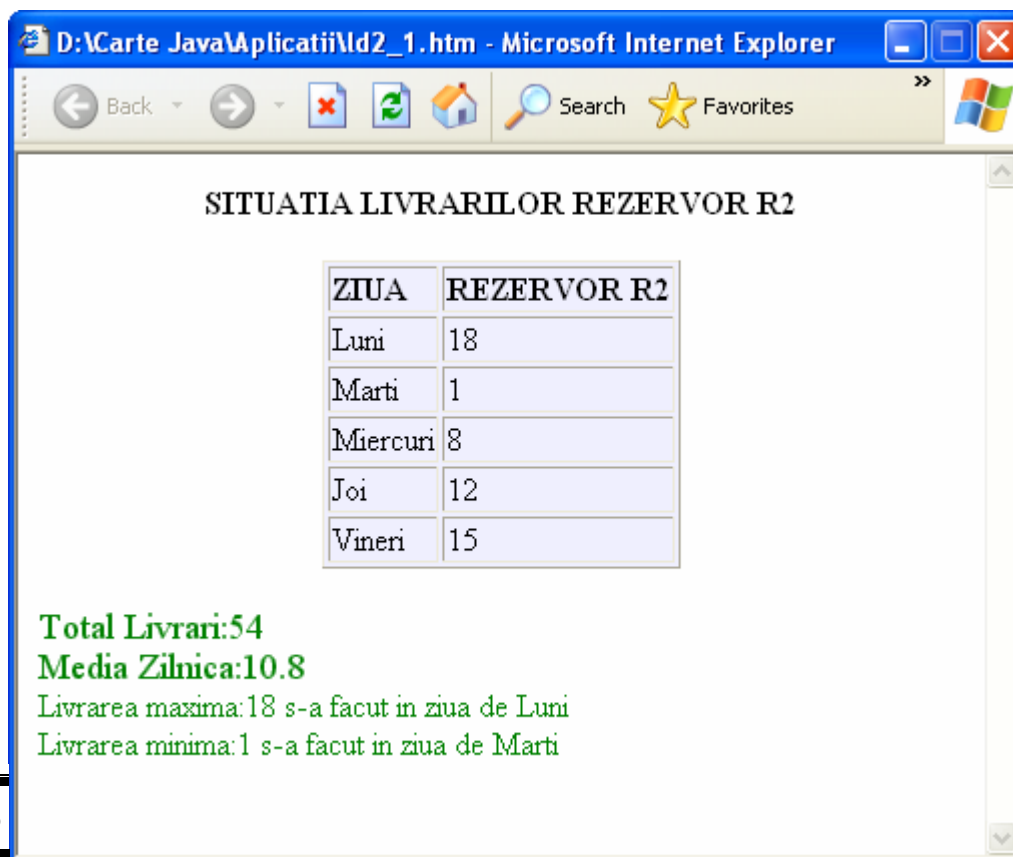 D:\Carte Java\Aplicatii\ld2_1.htm - Microsoft Internet Explorer
Back Search Favorites »
SITUATIA LIVRARILOR REZERVOR R2
ZIUA REZERVOR R2
Luni 18
Marti 1
Miercuri 8
Joi 12
Vineri 15
Total Livrari:54
Media Zilnica:10.8
Livrarea maxima:18 s-a facut in ziua de Luni
Livrarea minima:1 s-a facut in ziua de Marti